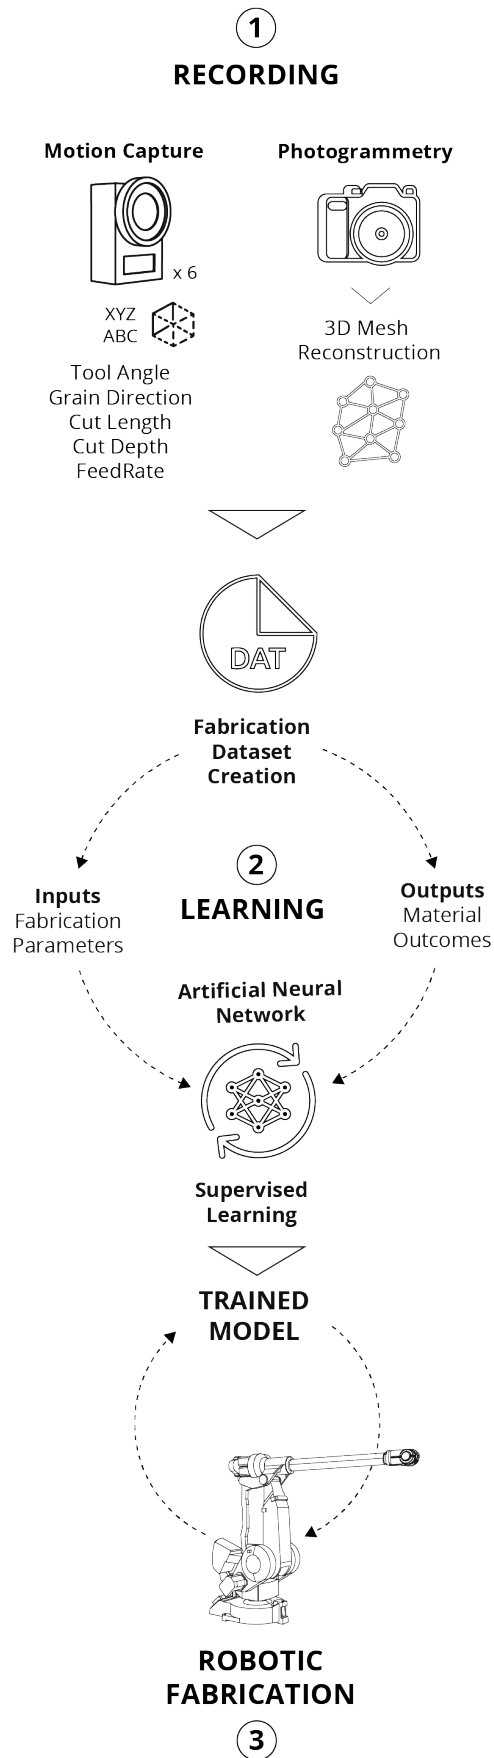 1
RECORDING
Motion Capture
x 6
XYZ
ABC
Tool Angle
Grain Direction
Cut Length
Cut Depth
FeedRate
Photogrammetry
3D Mesh
Reconstruction
DAT
Fabrication
Dataset
Creation
2
LEARNING
Inputs
Fabrication
Parameters
Outputs
Material
Outcomes
Artificial Neural
Network
Supervised
Learning
TRAINED
MODEL
ROBOTIC
FABRICATION
3